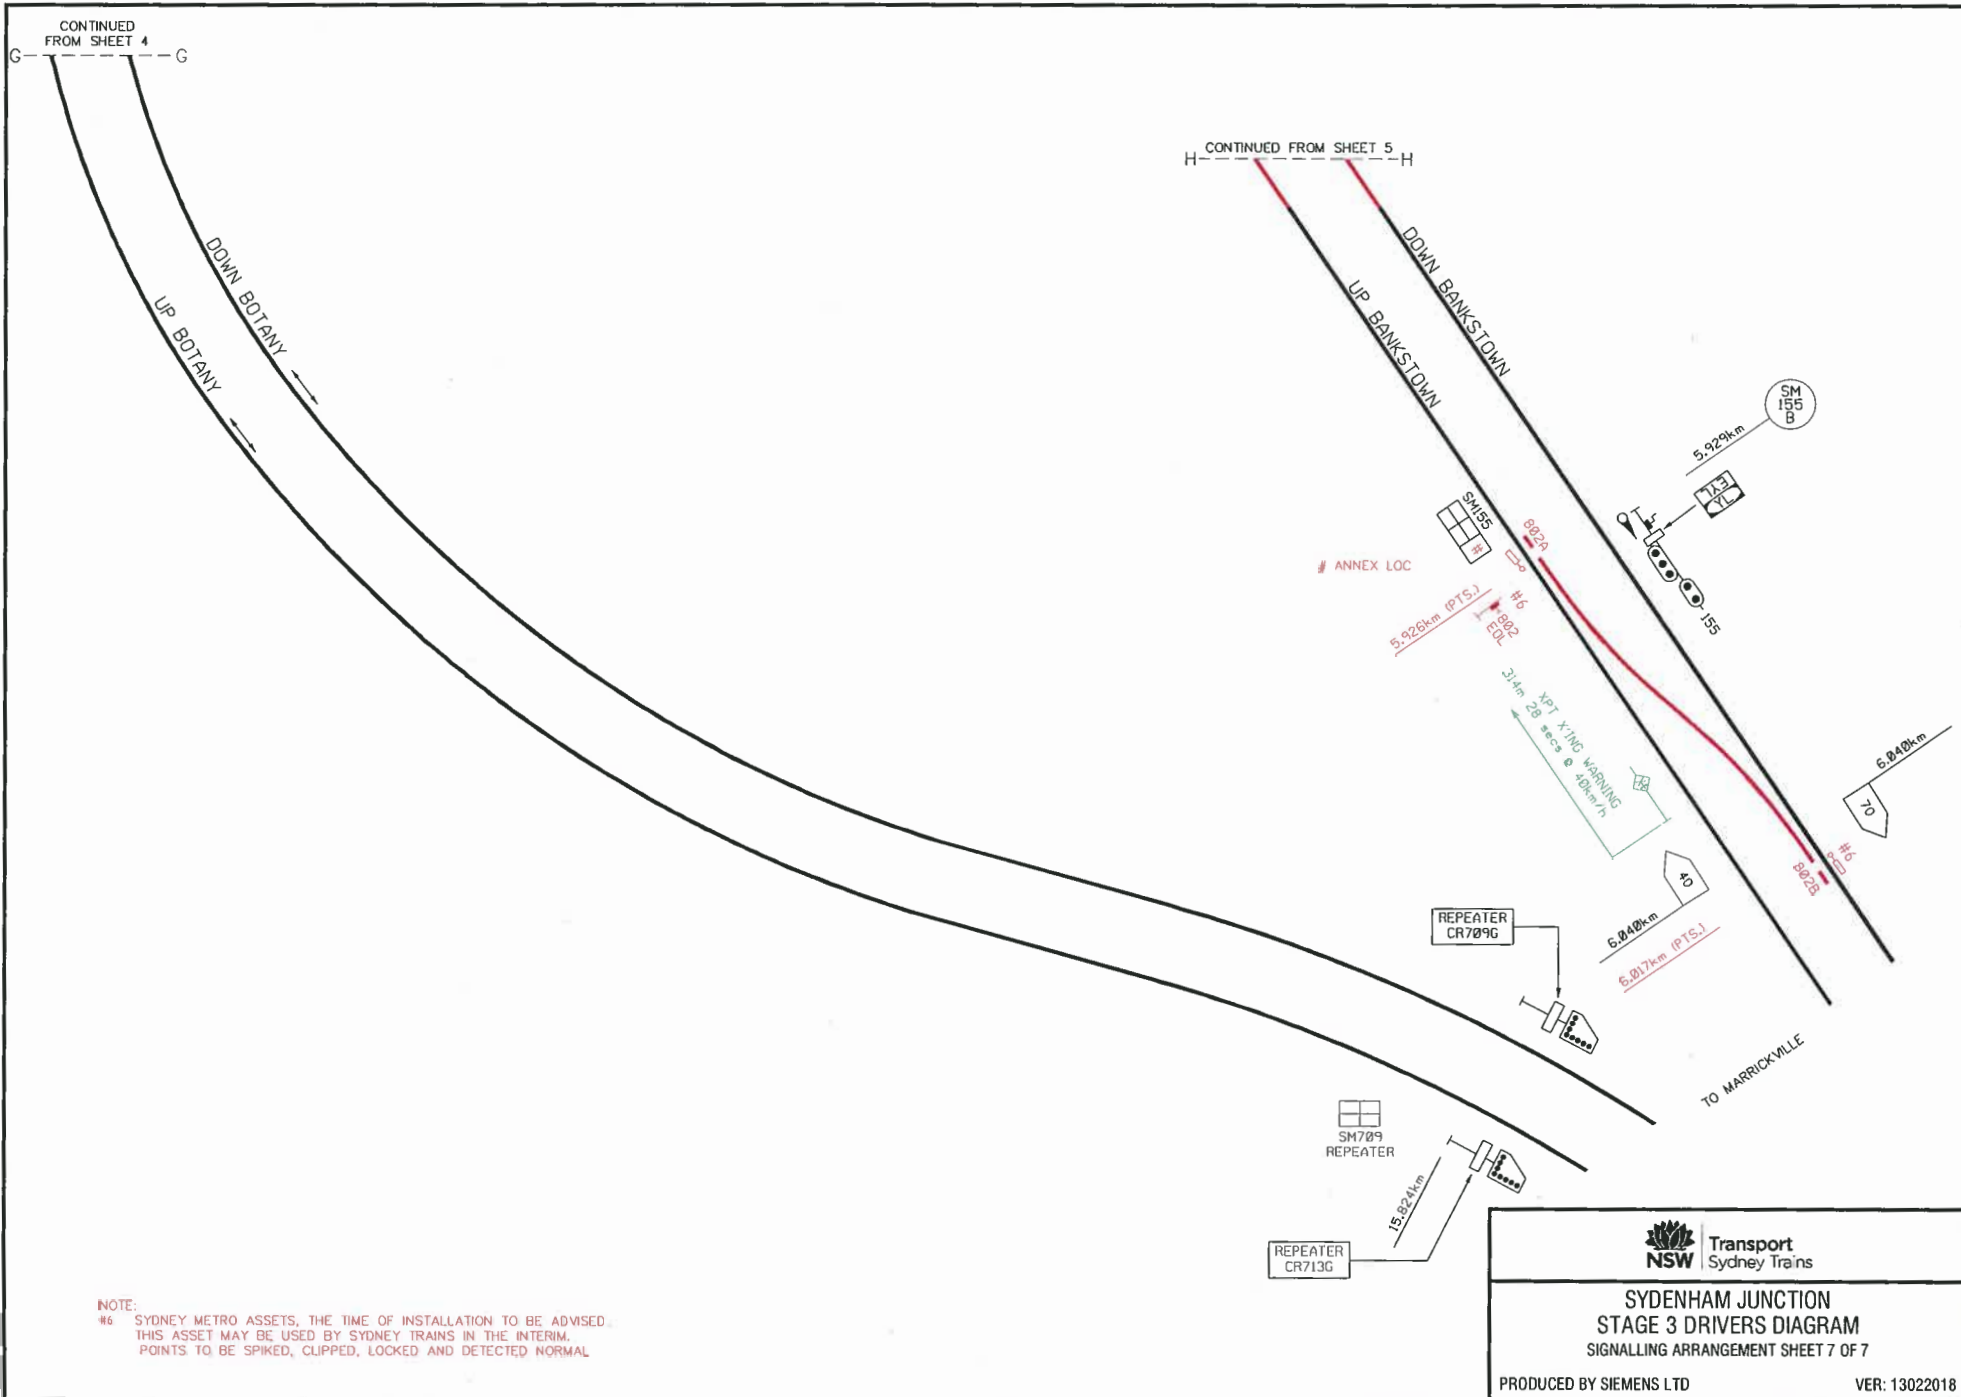 CONTINUED
FROM SHEET 4
G
G
UP BOTANY
DOWN BOTANY
CONTINUED FROM SHEET 5
H
H
UP BANKSTOWN
DOWN BANKSTOWN
SM
155
B
5.929km
EYL
YL
155
SM155
#
802A
# ANNEX LOC
5.926km (PTS.)
#6
802
EOL
XPT X'ING WARNING
314m 28 secs @ 40km/h
6.040km
70
#6
802B
40
6.040km
6.017km (PTS.)
REPEATER
CR709G
TO MARRICKVILLE
SM709
REPEATER
15.824km
REPEATER
CR713G
NOTE:
#6 SYDNEY METRO ASSETS, THE TIME OF INSTALLATION TO BE ADVISED.
THIS ASSET MAY BE USED BY SYDNEY TRAINS IN THE INTERIM.
POINTS TO BE SPIKED, CLIPPED, LOCKED AND DETECTED NORMAL
NSW
Transport
Sydney Trains
SYDENHAM JUNCTION
STAGE 3 DRIVERS DIAGRAM
SIGNALLING ARRANGEMENT SHEET 7 OF 7
PRODUCED BY SIEMENS LTD
VER: 13022018